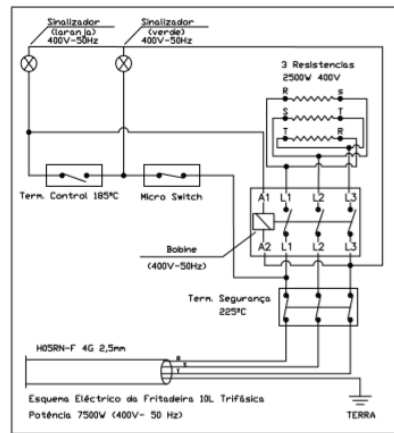 Sinalizador
(laranja)
400V-50Hz
Sinalizador
(verde)
400V-50Hz
3 Resistencias
2500W 400V
R
s
S
T
T
R
Term. Control 185ºC
Micro Switch
A1
L1
L2
L3
A2
L1
L2
L3
Bobine
(400V-50Hz)
Term. Segurança
225ºC
H05RN-F 4G 2,5mm
R
S
T
Esquema Eléctrico da Fritadeira 10L Trifásica
Potência 7500W (400V- 50 Hz)
TERRA